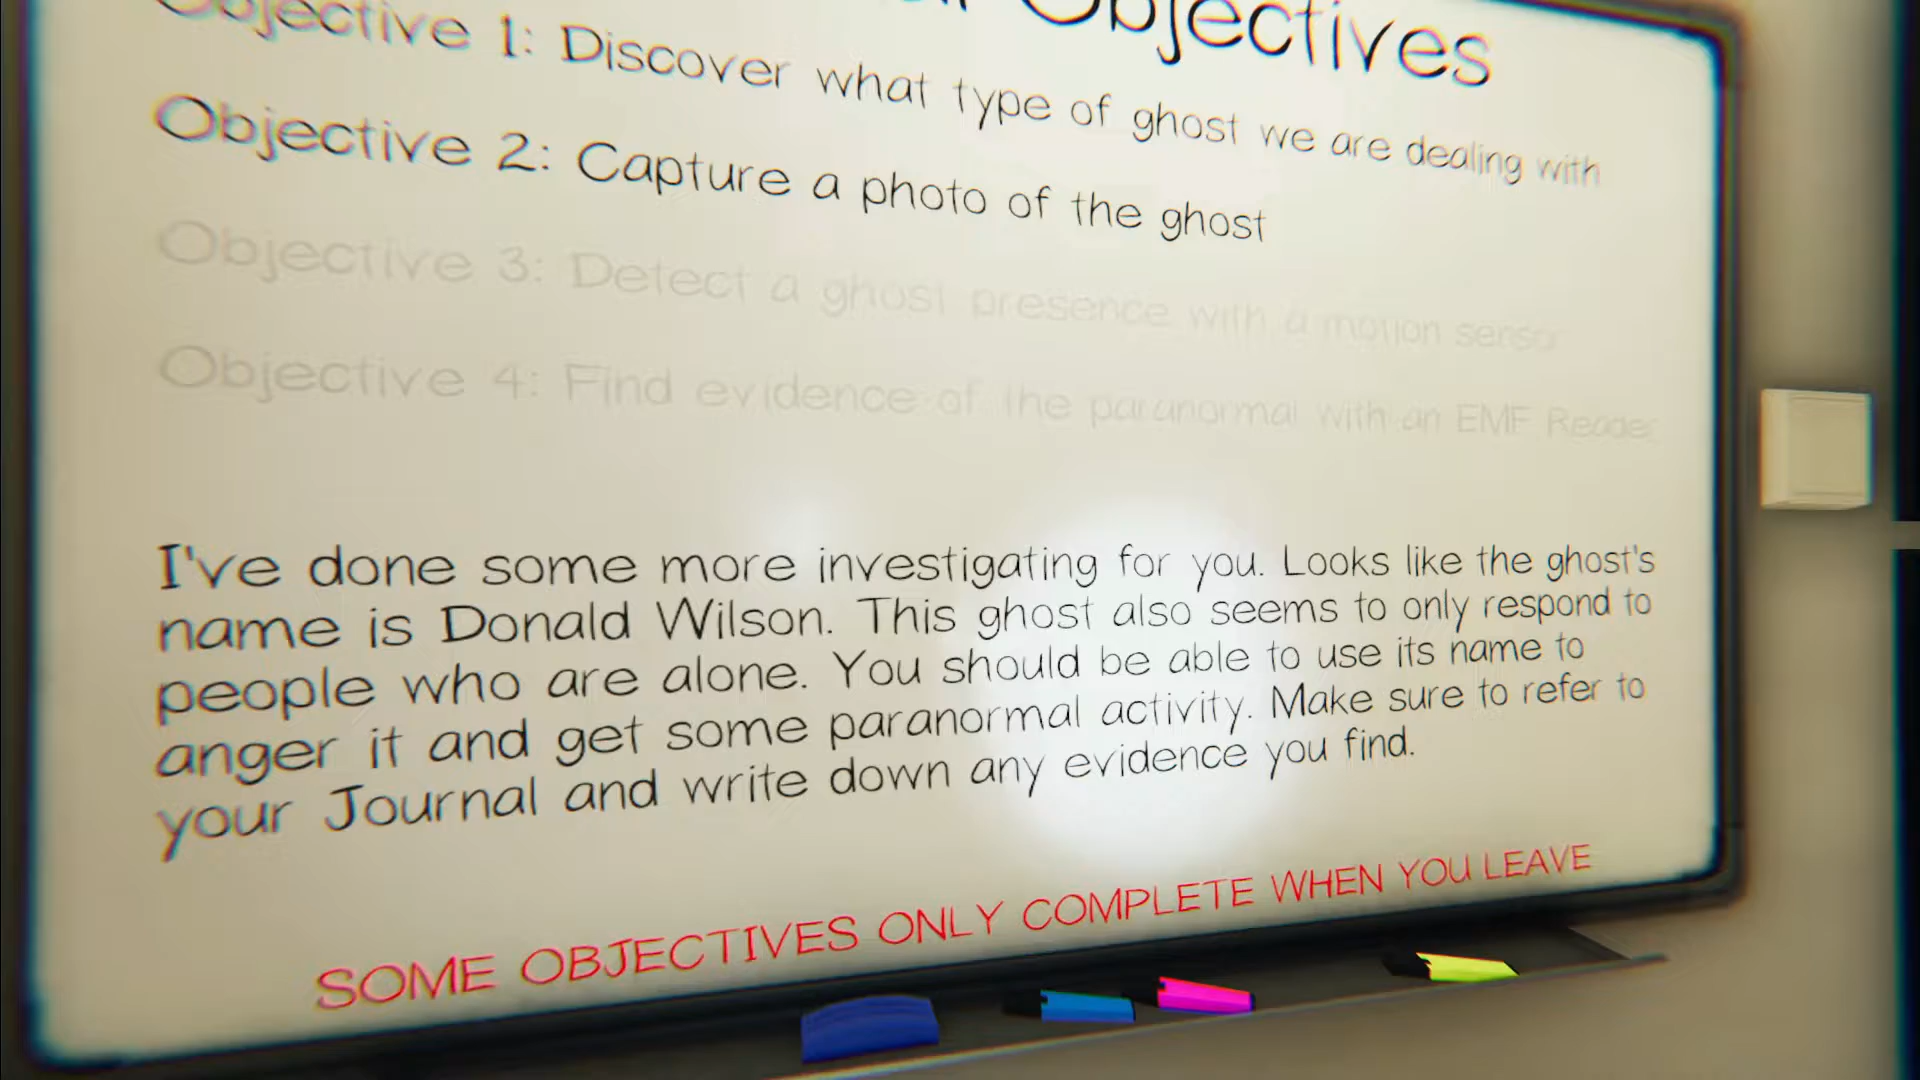 Objectives
Objective 1: Discover what type of ghost we are dealing with
Objective 2: Capture a photo of the ghost
Objective 3: Detect a ghost presence with a motion sensor
Objective 4: Find evidence of the paranormal with an EMF Reader
I've done some more investigating for you. Looks like the ghost's
name is Donald Wilson. This ghost also seems to only respond to
people who are alone. You should be able to use its name to
anger it and get some paranormal activity. Make sure to refer to
your Journal and write down any evidence you find.
SOME OBJECTIVES ONLY COMPLETE WHEN YOU LEAVE